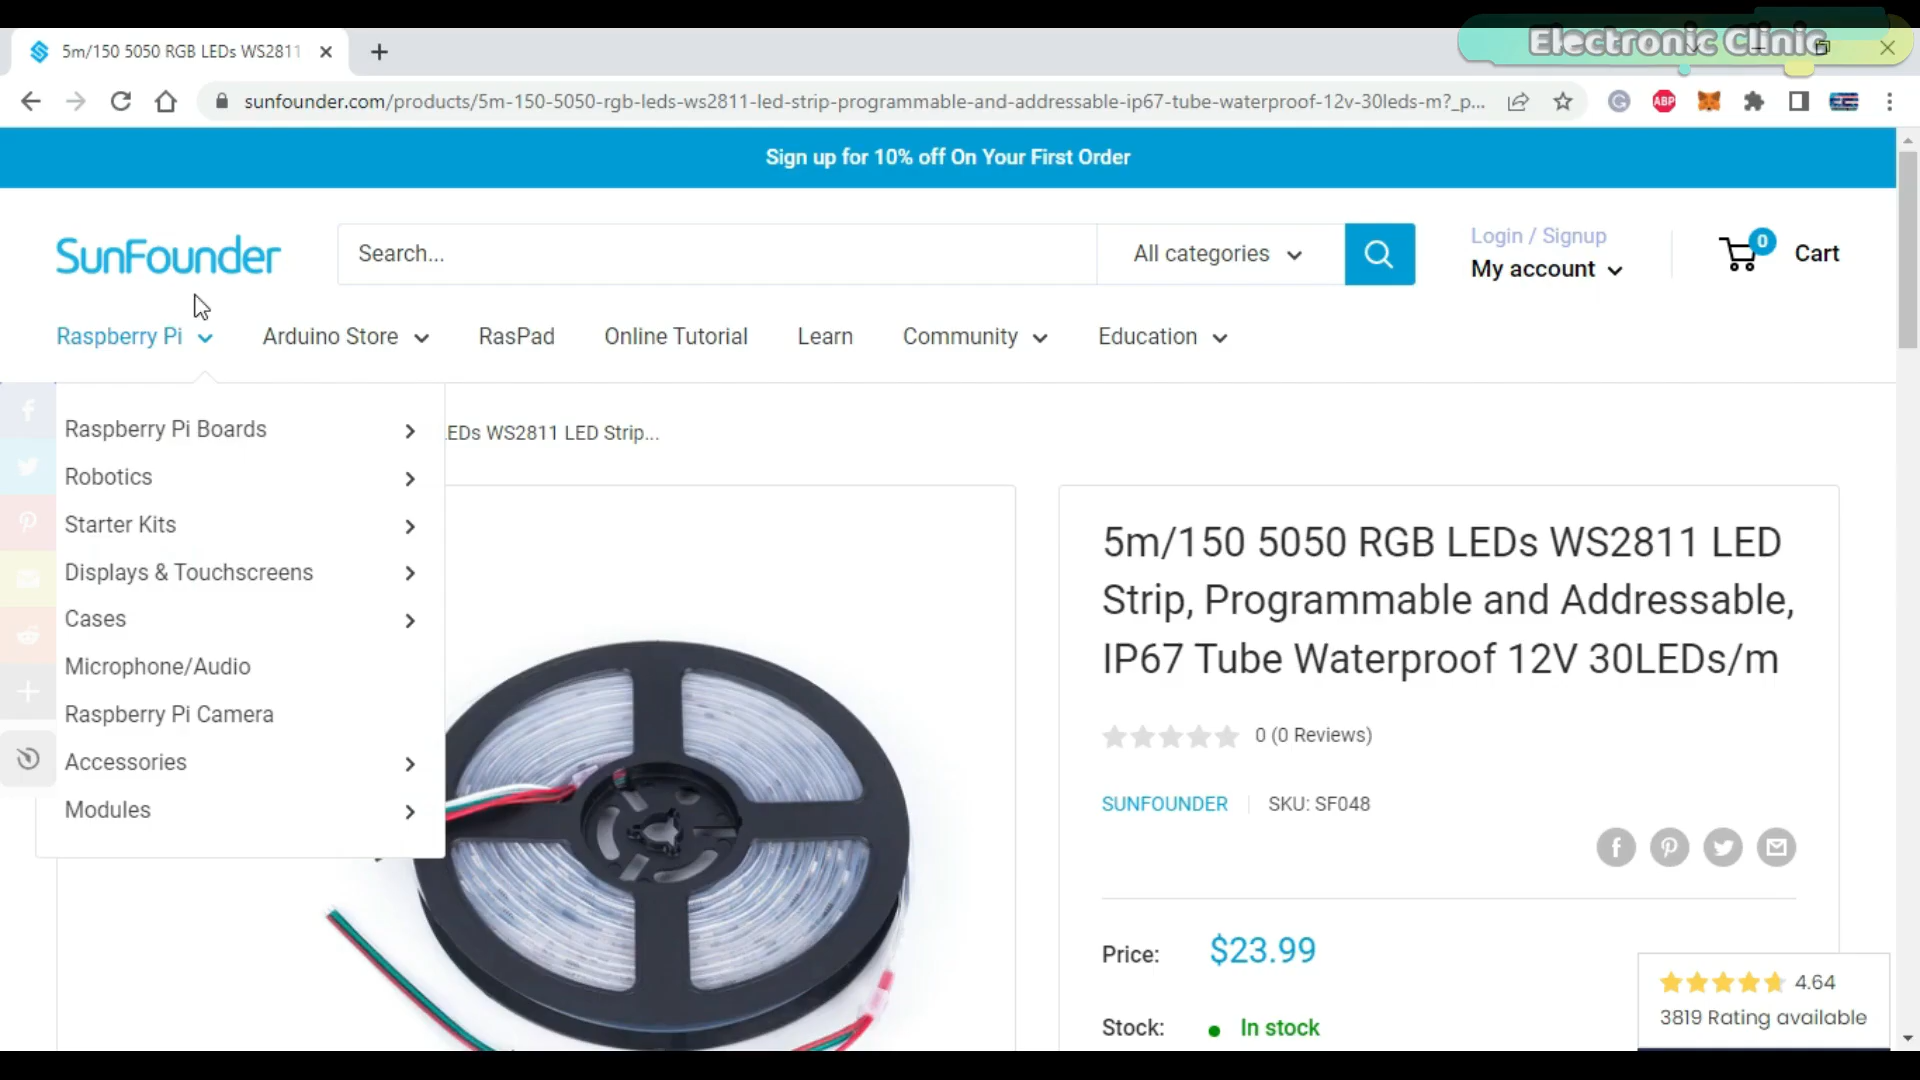 Electronic Clinic
5m/150 5050 RGB LEDs WS2811
sunfounder.com/products/5m-150-5050-rgb-leds-ws2811-led-strip-programmable-and-addressable-ip67-tube-waterproof-12v-30leds-m?_p...
ABP
Sign up for 10% off On Your First Order
SunFounder
Search...
All categories
Login / Signup
My account
0
Cart
Raspberry Pi
Arduino Store
RasPad
Online Tutorial
Learn
Community
Education
Raspberry Pi Boards
Robotics
Starter Kits
Displays & Touchscreens
Cases
Microphone/Audio
Raspberry Pi Camera
Accessories
Modules
LEDs WS2811 LED Strip...
5m/150 5050 RGB LEDs WS2811 LED
Strip, Programmable and Addressable,
IP67 Tube Waterproof 12V 30LEDs/m
0 (0 Reviews)
SUNFOUNDER
SKU: SF048
Price: $23.99
Stock: In stock
4.64
3819 Rating available